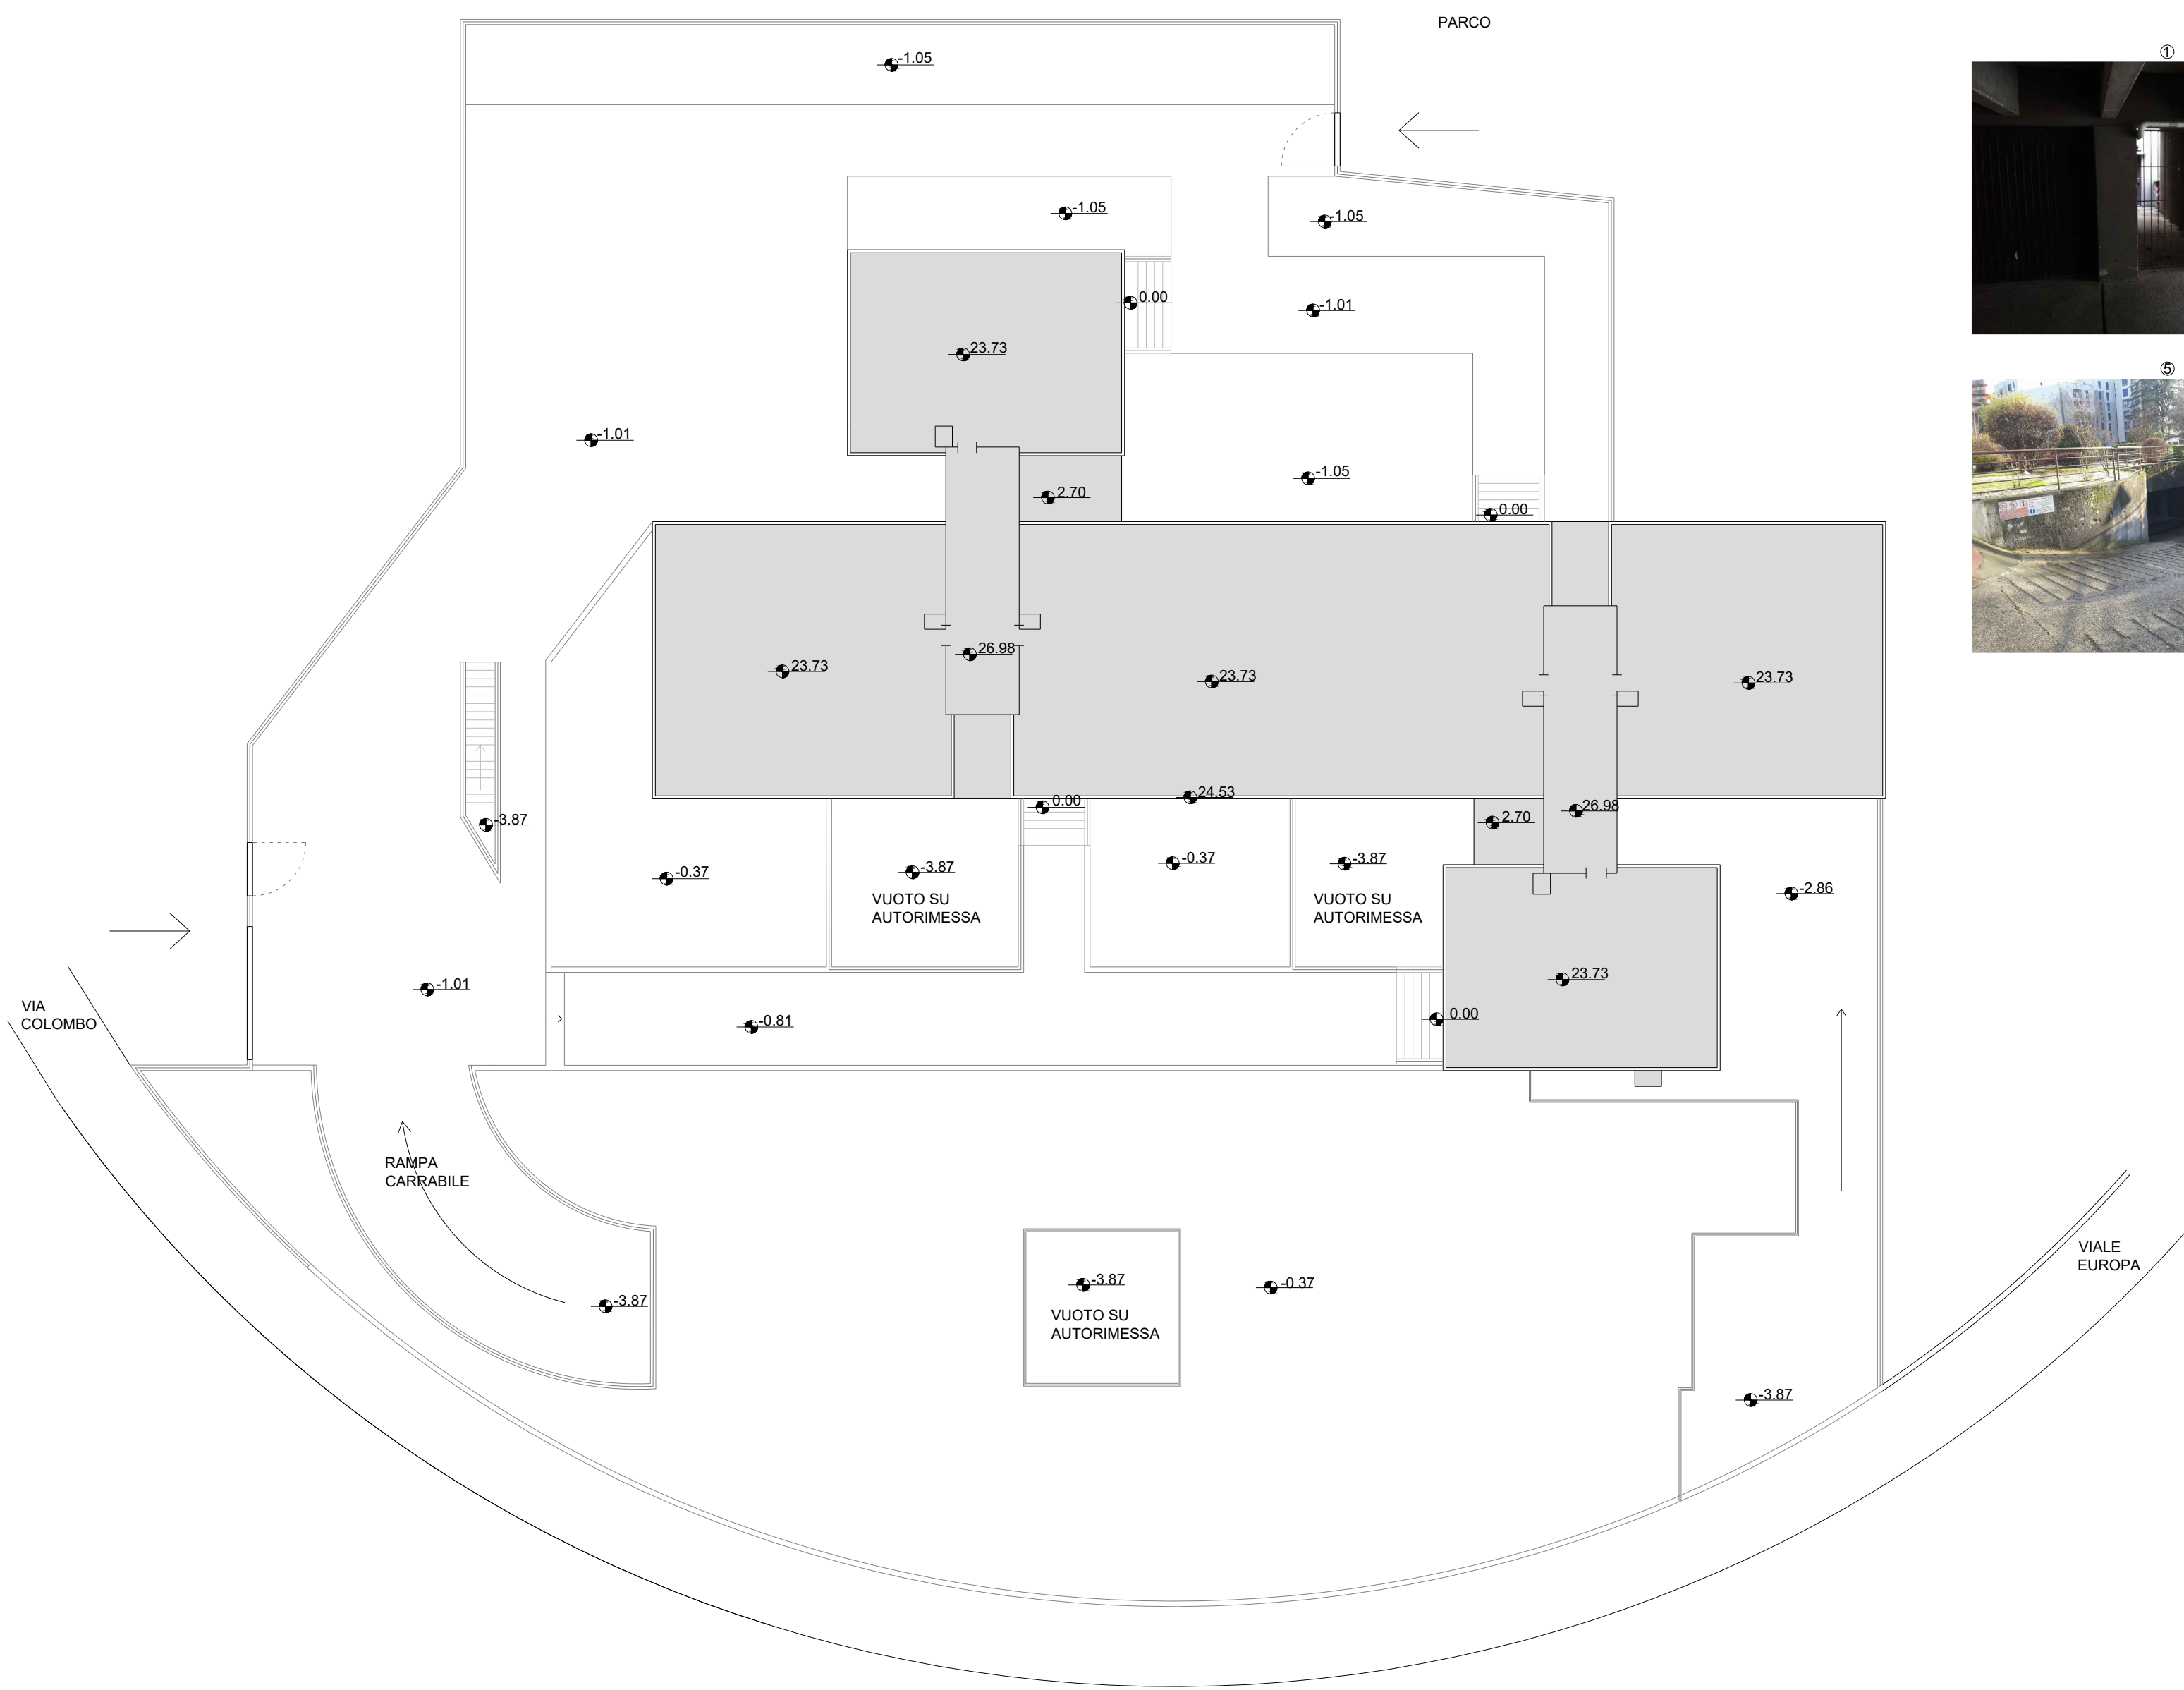 PARCO
①
-1.05
-1.05
-1.05
0.00
-1.01
23.73
⑤
-1.01
-1.05
2.70
0.00
26.98
23.73
23.73
23.73
24.53
0.00
26.98
-3.87
2.70
-0.37
-3.87
-0.37
-3.87
-2.86
VUOTO SU
AUTORIMESSA
VUOTO SU
AUTORIMESSA
23.73
-1.01
VIA
COLOMBO
-0.81
0.00
RAMPA
CARRABILE
VIALE
EUROPA
-3.87
-3.87
-0.37
VUOTO SU
AUTORIMESSA
-3.87